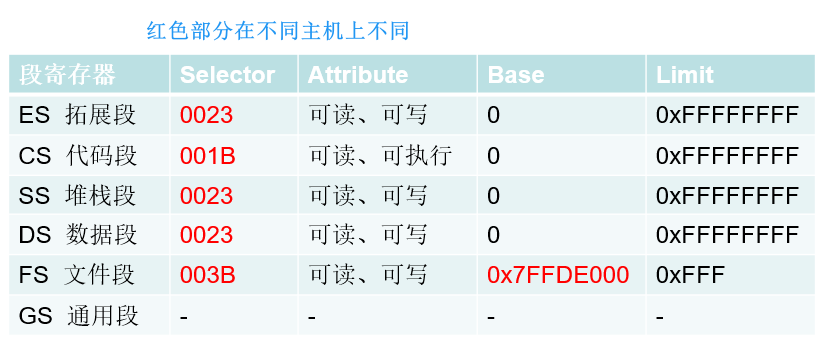 红色部分在不同主机上不同
段寄存器 Selector Attribute Base Limit
ES 拓展段 0023 可读、可写 0 0xFFFFFFFF
CS 代码段 001B 可读、可执行 0 0xFFFFFFFF
SS 堆栈段 0023 可读、可写 0 0xFFFFFFFF
DS 数据段 0023 可读、可写 0 0xFFFFFFFF
FS 文件段 003B 可读、可写 0x7FFDE000 0xFFF
GS 通用段 - - - -